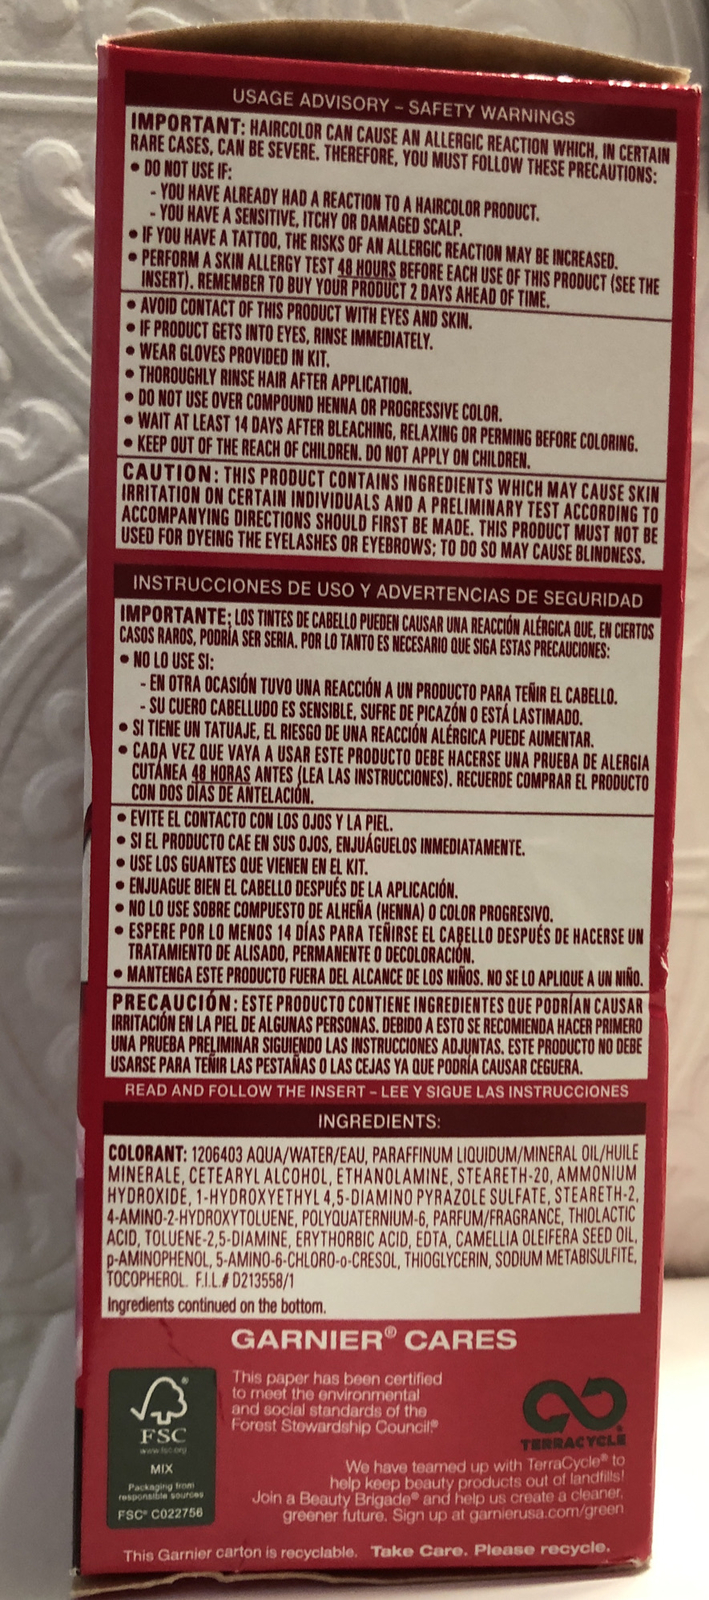 USAGE ADVISORY – SAFETY WARNINGS
IMPORTANT: HAIRCOLOR CAN CAUSE AN ALLERGIC REACTION WHICH, IN CERTAIN
RARE CASES, CAN BE SEVERE. THEREFORE, YOU MUST FOLLOW THESE PRECAUTIONS:
• DO NOT USE IF:
- YOU HAVE ALREADY HAD A REACTION TO A HAIRCOLOR PRODUCT.
- YOU HAVE A SENSITIVE, ITCHY OR DAMAGED SCALP.
• IF YOU HAVE A TATTOO, THE RISKS OF AN ALLERGIC REACTION MAY BE INCREASED.
• PERFORM A SKIN ALLERGY TEST 48 HOURS BEFORE EACH USE OF THIS PRODUCT (SEE THE
INSERT). REMEMBER TO BUY YOUR PRODUCT 2 DAYS AHEAD OF TIME.
• AVOID CONTACT OF THIS PRODUCT WITH EYES AND SKIN.
• IF PRODUCT GETS INTO EYES, RINSE IMMEDIATELY.
• WEAR GLOVES PROVIDED IN KIT.
• THOROUGHLY RINSE HAIR AFTER APPLICATION.
• DO NOT USE OVER COMPOUND HENNA OR PROGRESSIVE COLOR.
• WAIT AT LEAST 14 DAYS AFTER BLEACHING, RELAXING OR PERMING BEFORE COLORING.
• KEEP OUT OF THE REACH OF CHILDREN. DO NOT APPLY ON CHILDREN.
CAUTION: THIS PRODUCT CONTAINS INGREDIENTS WHICH MAY CAUSE SKIN
IRRITATION ON CERTAIN INDIVIDUALS AND A PRELIMINARY TEST ACCORDING TO
ACCOMPANYING DIRECTIONS SHOULD FIRST BE MADE. THIS PRODUCT MUST NOT BE
USED FOR DYEING THE EYELASHES OR EYEBROWS; TO DO SO MAY CAUSE BLINDNESS.
INSTRUCCIONES DE USO Y ADVERTENCIAS DE SEGURIDAD
IMPORTANTE: LOS TINTES DE CABELLO PUEDEN CAUSAR UNA REACCIÓN ALÉRGICA QUE, EN CIERTOS
CASOS RAROS, PODRÍA SER SERIA. POR LO TANTO ES NECESARIO QUE SIGA ESTAS PRECAUCIONES:
• NO LO USE SI:
- EN OTRA OCASIÓN TUVO UNA REACCIÓN A UN PRODUCTO PARA TEÑIR EL CABELLO.
- SU CUERO CABELLUDO ES SENSIBLE, SUFRE DE PICAZÓN O ESTÁ LASTIMADO.
• SI TIENE UN TATUAJE, EL RIESGO DE UNA REACCIÓN ALÉRGICA PUEDE AUMENTAR.
• CADA VEZ QUE VAYA A USAR ESTE PRODUCTO DEBE HACERSE UNA PRUEBA DE ALERGIA
CUTÁNEA 48 HORAS ANTES (LEA LAS INSTRUCCIONES). RECUERDE COMPRAR EL PRODUCTO
CON DOS DÍAS DE ANTELACIÓN.
• EVITE EL CONTACTO CON LOS OJOS Y LA PIEL.
• SI EL PRODUCTO CAE EN SUS OJOS, ENJUÁGUELOS INMEDIATAMENTE.
• USE LOS GUANTES QUE VIENEN EN EL KIT.
• ENJUAGUE BIEN EL CABELLO DESPUÉS DE LA APLICACIÓN.
• NO LO USE SOBRE COMPUESTO DE ALHEÑA (HENNA) O COLOR PROGRESIVO.
• ESPERE POR LO MENOS 14 DÍAS PARA TEÑIRSE EL CABELLO DESPUÉS DE HACERSE UN
TRATAMIENTO DE ALISADO, PERMANENTE O DECOLORACIÓN.
• MANTENGA ESTE PRODUCTO FUERA DEL ALCANCE DE LOS NIÑOS. NO SE LO APLIQUE A UN NIÑO.
PRECAUCIÓN: ESTE PRODUCTO CONTIENE INGREDIENTES QUE PODRÍAN CAUSAR
IRRITACIÓN EN LA PIEL DE ALGUNAS PERSONAS. DEBIDO A ESTO SE RECOMIENDA HACER PRIMERO
UNA PRUEBA PRELIMINAR SIGUIENDO LAS INSTRUCCIONES ADJUNTAS. ESTE PRODUCTO NO DEBE
USARSE PARA TEÑIR LAS PESTAÑAS O LAS CEJAS YA QUE PODRÍA CAUSAR CEGUERA.
READ AND FOLLOW THE INSERT – LEE Y SIGUE LAS INSTRUCCIONES
INGREDIENTS:
COLORANT: 1206403 AQUA/WATER/EAU, PARAFFINUM LIQUIDUM/MINERAL OIL/HUILE
MINERALE, CETEARYL ALCOHOL, ETHANOLAMINE, STEARETH-20, AMMONIUM
HYDROXIDE, 1-HYDROXYETHYL 4,5-DIAMINO PYRAZOLE SULFATE, STEARETH-2,
4-AMINO-2-HYDROXYTOLUENE, POLYQUATERNIUM-6, PARFUM/FRAGRANCE, THIOLACTIC
ACID, TOLUENE-2,5-DIAMINE, ERYTHORBIC ACID, EDTA, CAMELLIA OLEIFERA SEED OIL,
p-AMINOPHENOL, 5-AMINO-6-CHLORO-o-CRESOL, THIOGLYCERIN, SODIUM METABISULFITE,
TOCOPHEROL. F.I.L.# D213558/1
Ingredients continued on the bottom.
GARNIER® CARES
This paper has been certified
to meet the environmental
and social standards of the
Forest Stewardship Council®
FSC
www.fsc.org
MIX
Packaging from
responsible sources
FSC® C022756
TERRACYCLE
We have teamed up with TerraCycle® to
help keep beauty products out of landfills!
Join a Beauty Brigade® and help us create a cleaner,
greener future. Sign up at garnierusa.com/green
This Garnier carton is recyclable. Take Care. Please recycle.